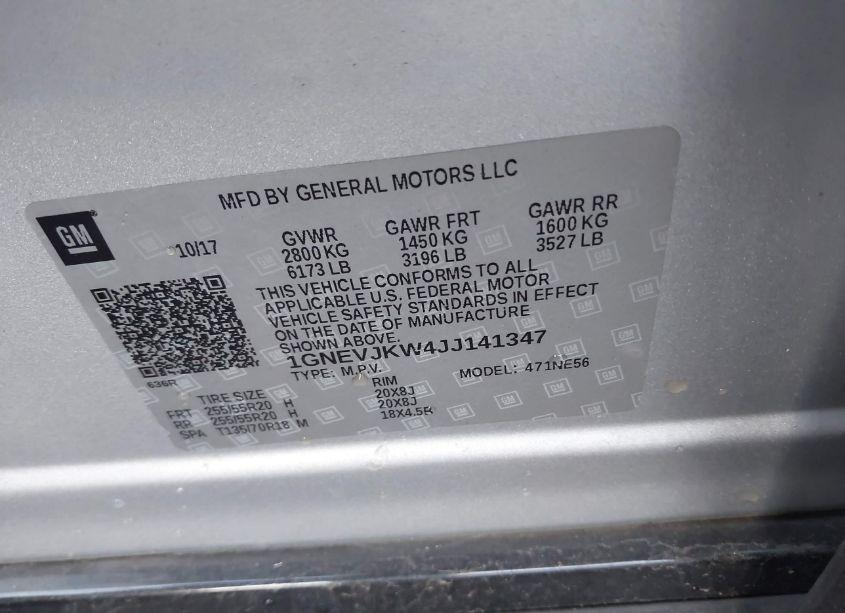 MFD BY GENERAL MOTORS LLC
GM
10/17
GVWR
2800 KG
6173 LB
GAWR FRT
1450 KG
3196 LB
GAWR RR
1600 KG
3527 LB
THIS VEHICLE CONFORMS TO ALL
APPLICABLE U.S. FEDERAL MOTOR
VEHICLE SAFETY STANDARDS IN EFFECT
ON THE DATE OF MANUFACTURE
SHOWN ABOVE.
1GNEVJKW4JJ141347
TYPE: M.P.V. MODEL: 471NE56
636R
TIRE SIZE RIM
FRT 255/55R20 H 20X8J
RR 255/55R20 H 20X8J
SPA T135/70R18 M 18X4.5B